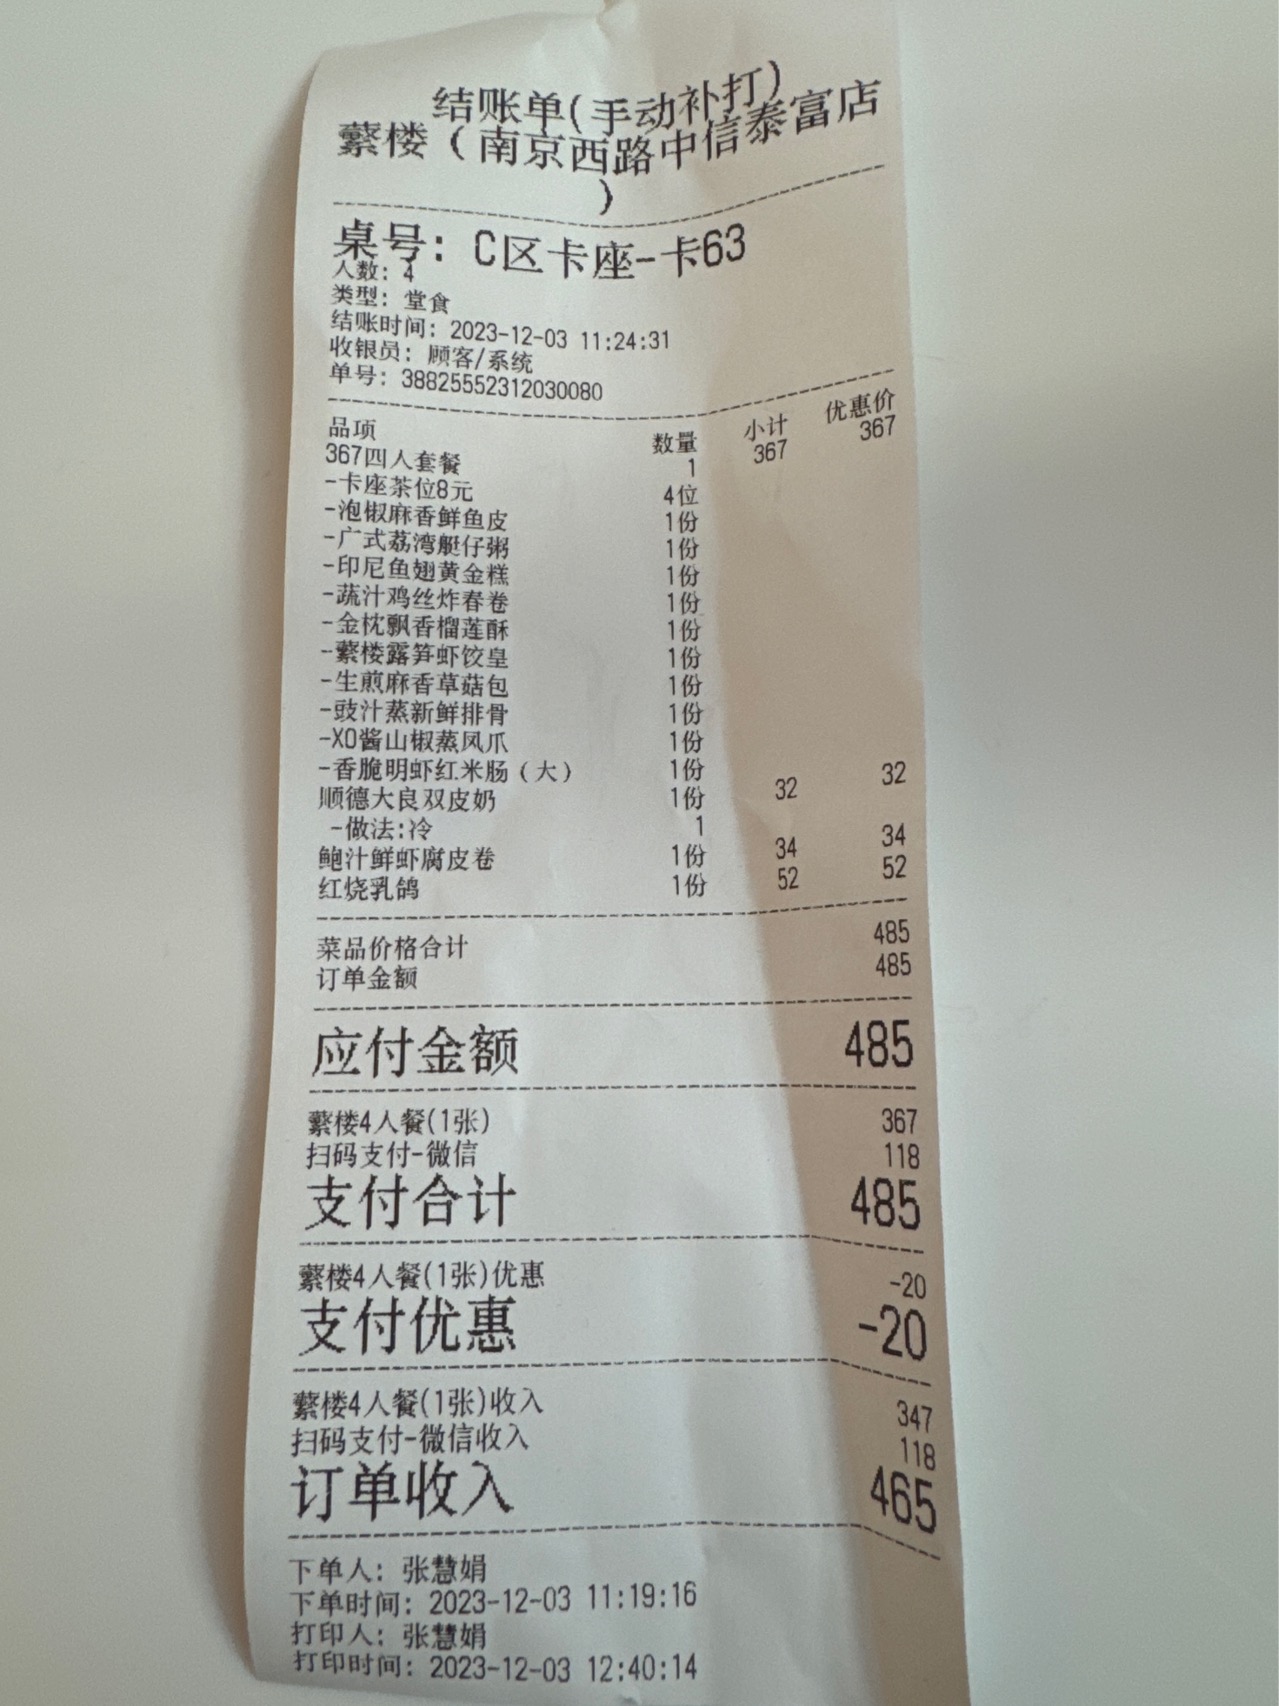 结账单(手动补打)
蘩楼（南京西路中信泰富店
）
桌号: C区卡座-卡63
人数: 4
类型: 堂食
结账时间: 2023-12-03 11:24:31
收银员: 顾客/系统
单号: 388255552312030080
品项 数量 小计 优惠价
367四人套餐 1 367 367
-卡座茶位8元 4位
-泡椒麻香鲜鱼皮 1份
-广式荔湾艇仔粥 1份
-印尼鱼翅黄金糕 1份
-蔬汁鸡丝炸春卷 1份
-金枕飘香榴莲酥 1份
-蘩楼露笋虾饺皇 1份
-生煎麻香草菇包 1份
-豉汁蒸新鲜排骨 1份
-XO酱山椒蒸凤爪 1份
-香脆明虾红米肠（大） 1份
顺德大良双皮奶 1份 32 32
-做法:冷 1
鲍汁鲜虾腐皮卷 1份 34 34
红烧乳鸽 1份 52 52
菜品价格合计 485
订单金额 485
应付金额 485
蘩楼4人餐(1张) 367
扫码支付-微信 118
支付合计 485
蘩楼4人餐(1张)优惠 -20
支付优惠 -20
蘩楼4人餐(1张)收入 347
扫码支付-微信收入 118
订单收入 465
下单人: 张慧娟
下单时间: 2023-12-03 11:19:16
打印人: 张慧娟
打印时间: 2023-12-03 12:40:14